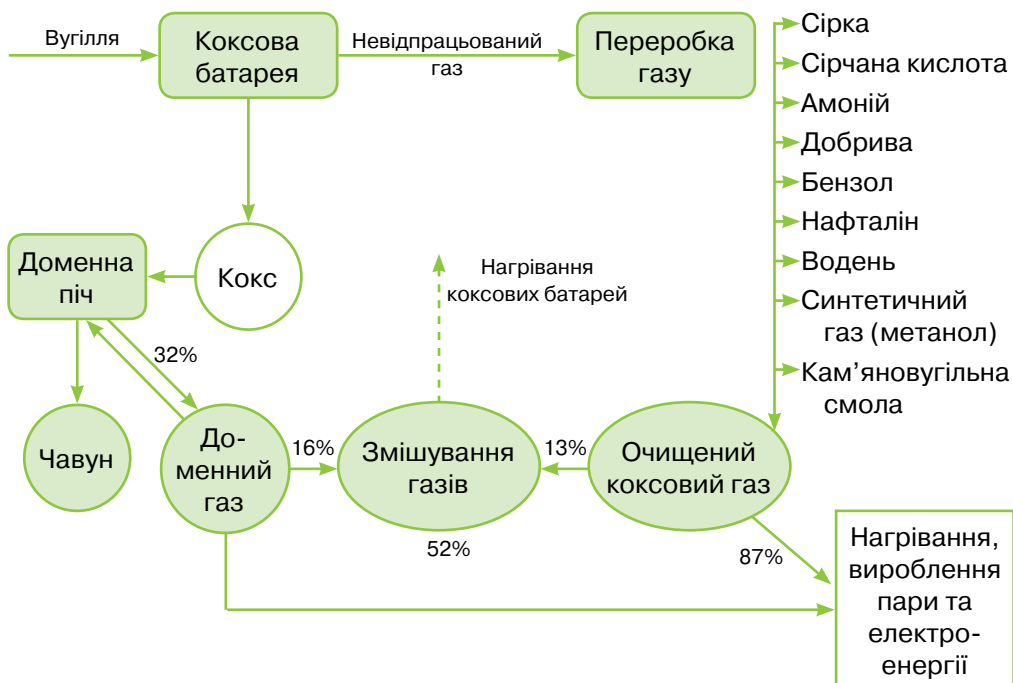 Вугілля
Коксова
батарея
Невідпрацьований
газ
Переробка
газу
Сірка
Сірчана кислота
Амоній
Добрива
Бензол
Нафталін
Водень
Синтетичний
газ (метанол)
Кам’яновугільна
смола
Доменна
піч
Кокс
Нагрівання
коксових батарей
32%
Чавун
До-
менний
газ
16%
Змішування
газів
13%
Очищений
коксовий газ
52%
87%
Нагрівання,
вироблення
пари та
електро-
енергії